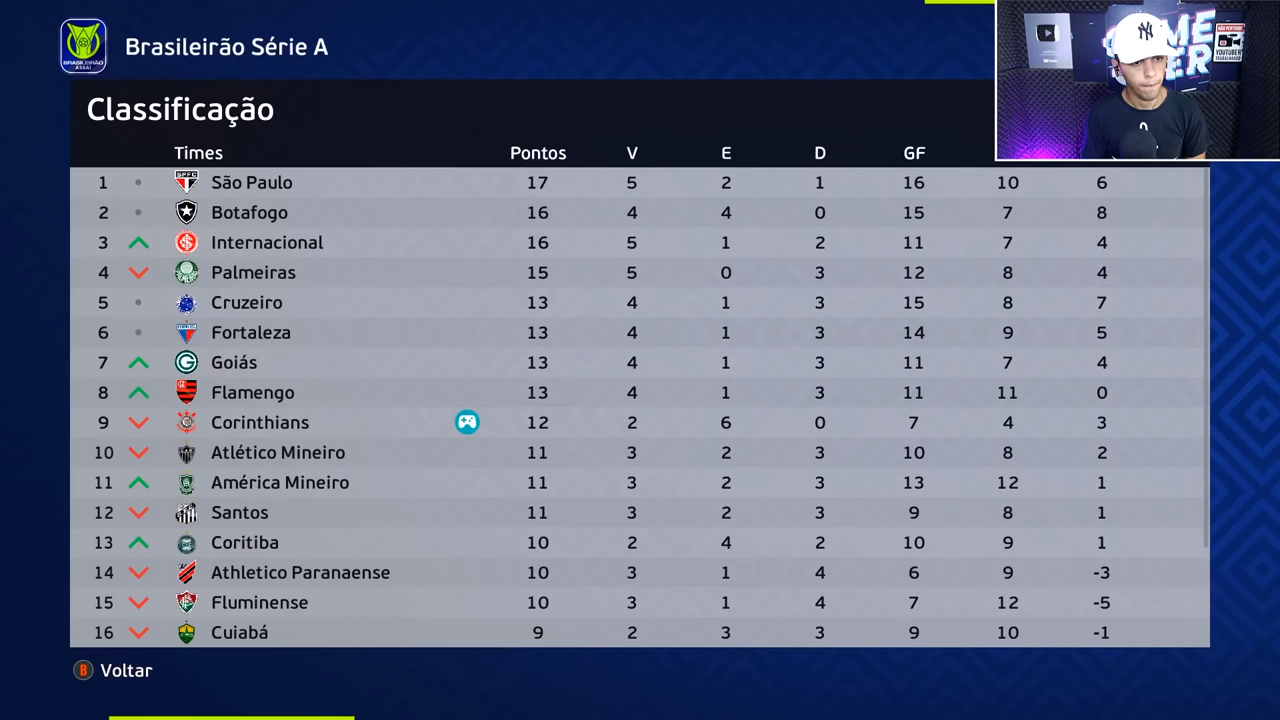 Brasileirão Série A
BRASILEIRÃO
ASSAÍ
Classificação
Times Pontos V E D GF
1 São Paulo 17 5 2 1 16 10 6
2 Botafogo 16 4 4 0 15 7 8
3 Internacional 16 5 1 2 11 7 4
4 Palmeiras 15 5 0 3 12 8 4
5 Cruzeiro 13 4 1 3 15 8 7
6 Fortaleza 13 4 1 3 14 9 5
7 Goiás 13 4 1 3 11 7 4
8 Flamengo 13 4 1 3 11 11 0
9 Corinthians 12 2 6 0 7 4 3
10 Atlético Mineiro 11 3 2 3 10 8 2
11 América Mineiro 11 3 2 3 13 12 1
12 Santos 11 3 2 3 9 8 1
13 Coritiba 10 2 4 2 10 9 1
14 Athletico Paranaense 10 3 1 4 6 9 -3
15 Fluminense 10 3 1 4 7 12 -5
16 Cuiabá 9 2 3 3 9 10 -1
B Voltar